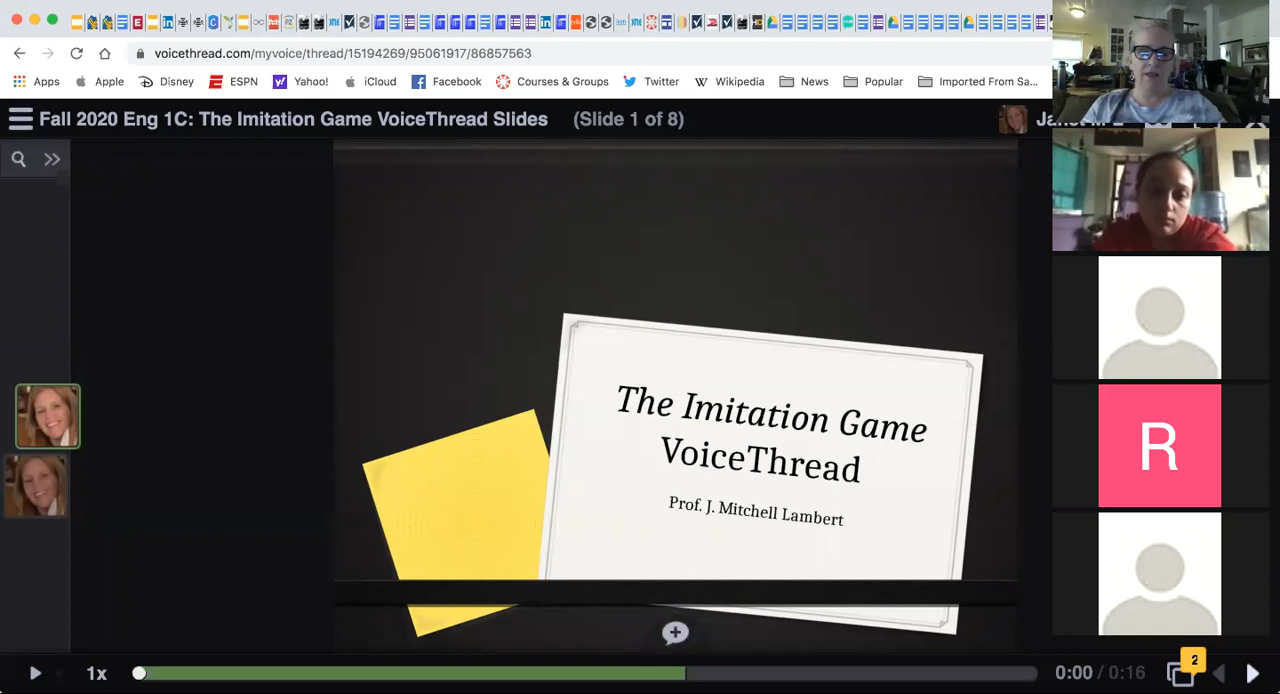 voicethread.com/myvoice/thread/15194269/95061917/86857563
Apps Apple Disney ESPN Yahoo! iCloud Facebook Courses & Groups Twitter Wikipedia News Popular Imported From Sa...
Fall 2020 Eng 1C: The Imitation Game VoiceThread Slides (Slide 1 of 8)
The Imitation Game
VoiceThread
Prof. J. Mitchell Lambert
R
1x 0:00 / 0:16 2